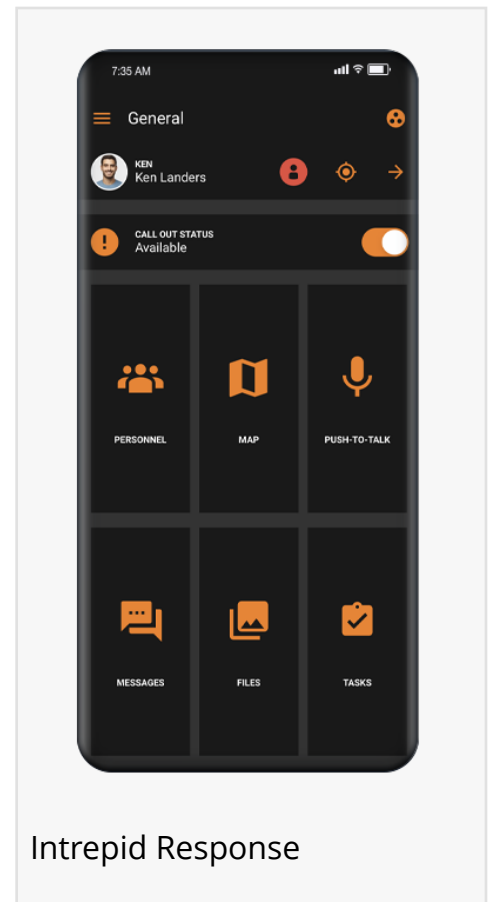 7:35 AM
General
KEN
Ken Landers
CALL OUT STATUS
Available
PERSONNEL
MAP
PUSH-TO-TALK
MESSAGES
FILES
TASKS
Intrepid Response